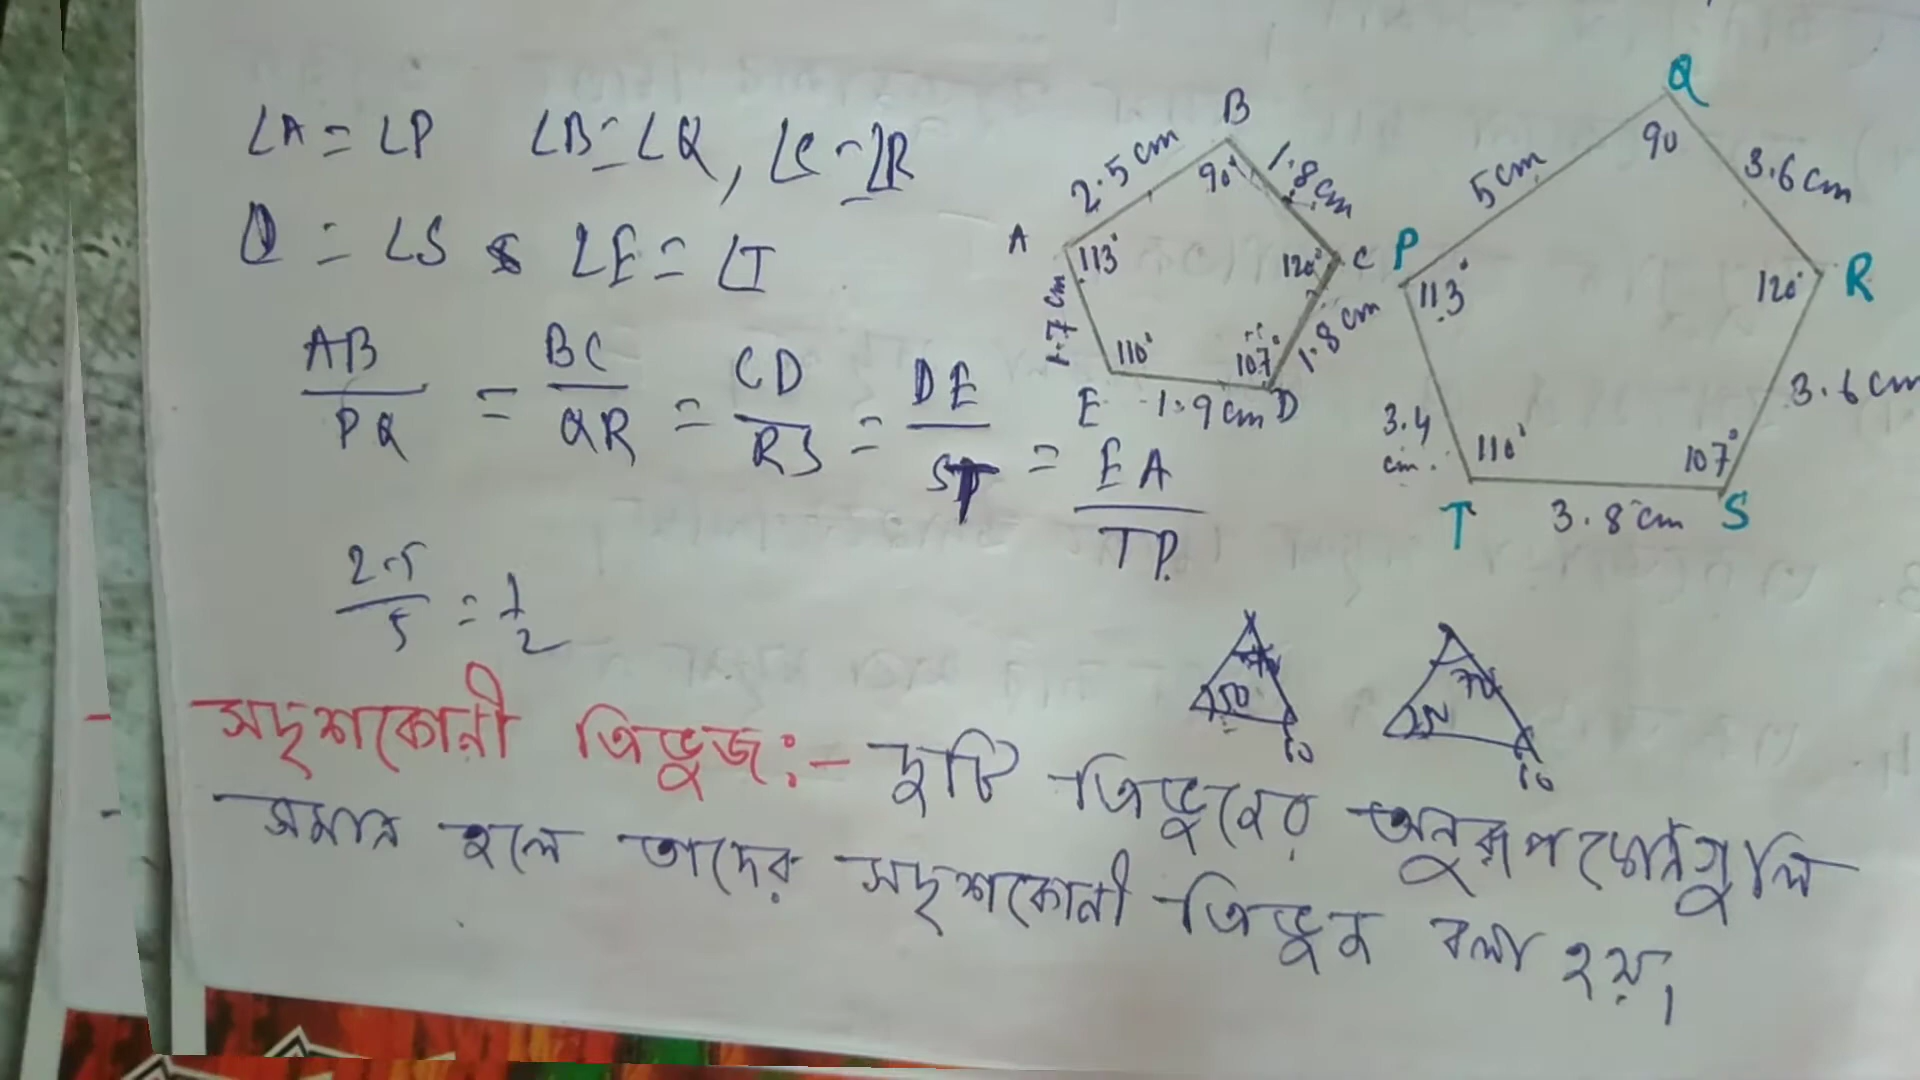 ∠A = ∠P ∠B = ∠Q, ∠C = ∠R
D = ∠S & ∠E = ∠T
AB/PQ = BC/QR = CD/RS = DE/ST = EA/TP
2.5/5 = 1/2
B
2.5 cm
1.8 cm
90°
A
113°
120°
C
1.7 cm
1.8 cm
110°
107°
E
1.9 cm
D
Q
90
5 cm
3.6 cm
P
113°
120°
R
3.4 cm.
3.6 cm
110°
107°
T
3.8 cm
S
50
70
সদৃশকোনী ত্রিভুজ:- দুটি ত্রিভুজের অনুরূপ কোনগুলি
সমান হলে তাদের সদৃশকোনী ত্রিভুজ বলা হয়।